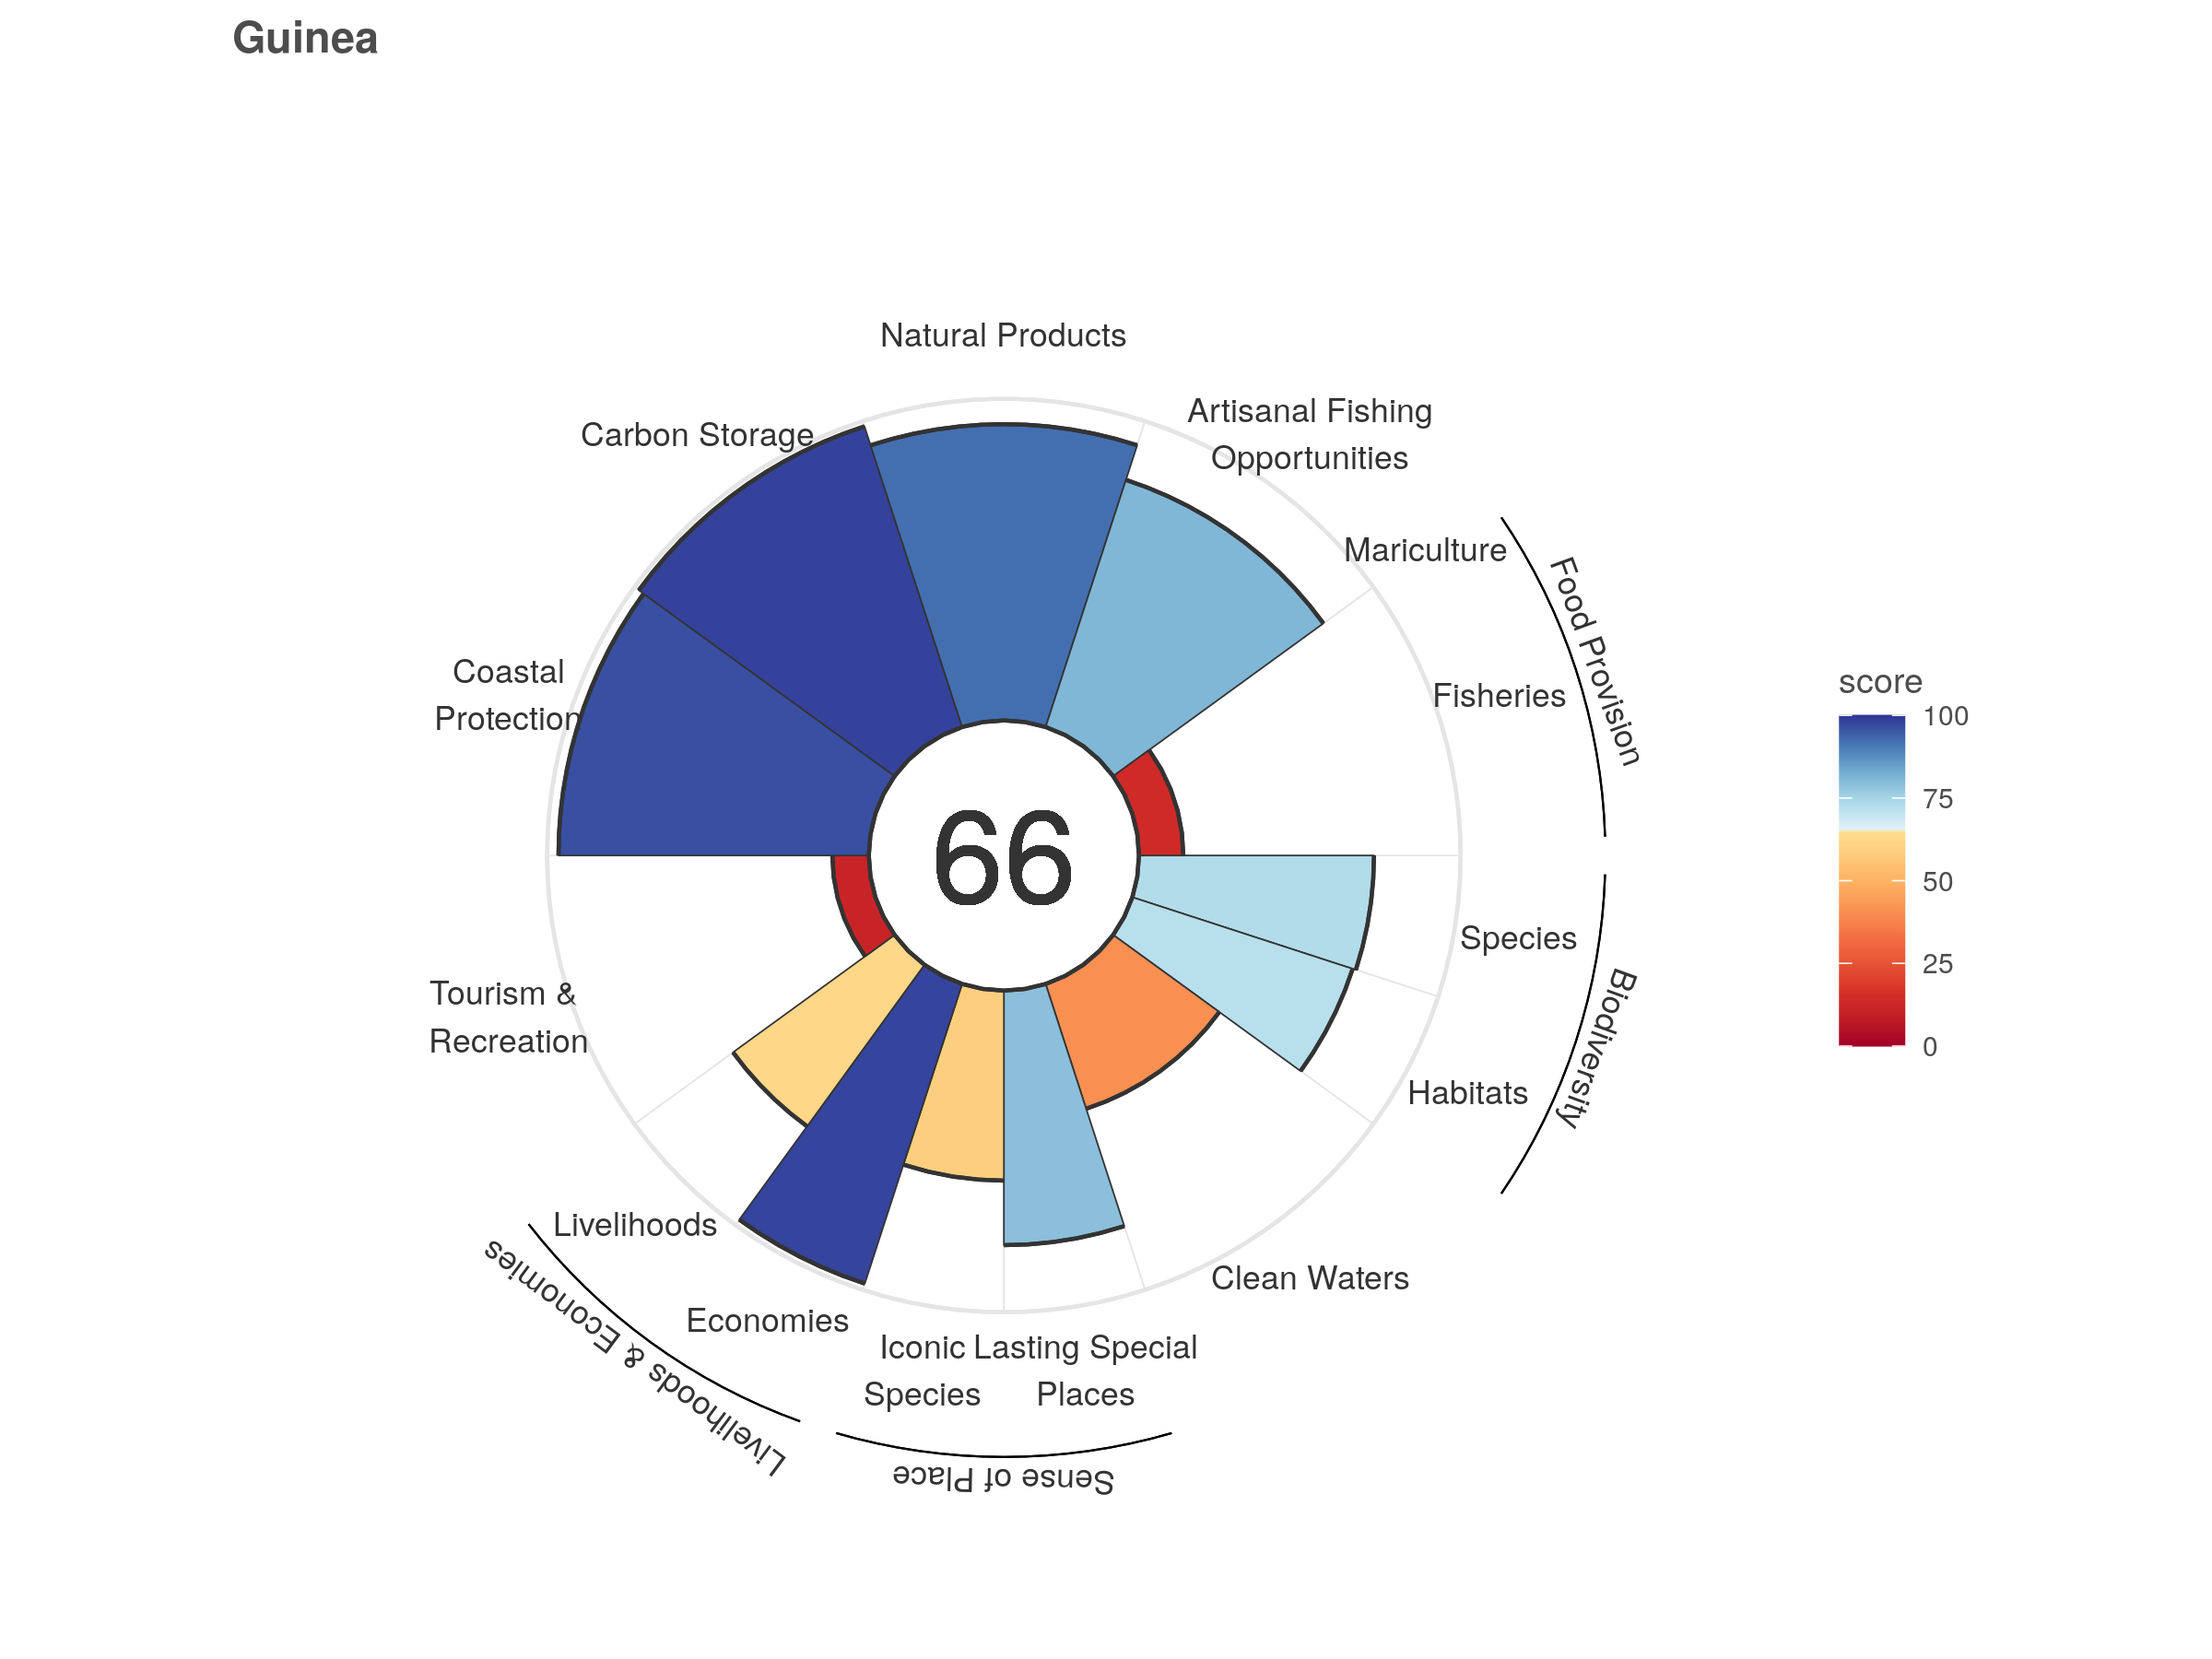 Guinea
Natural Products
Artisanal Fishing
Opportunities
Carbon Storage
Mariculture
Food Provision
Fisheries
Coastal
Protection
score
100
75
50
25
0
66
Species
Biodiversity
Habitats
Tourism &
Recreation
Livelihoods
Livelihoods & Economies
Economies
Clean Waters
Iconic
Species
Lasting Special
Places
Sense of Place